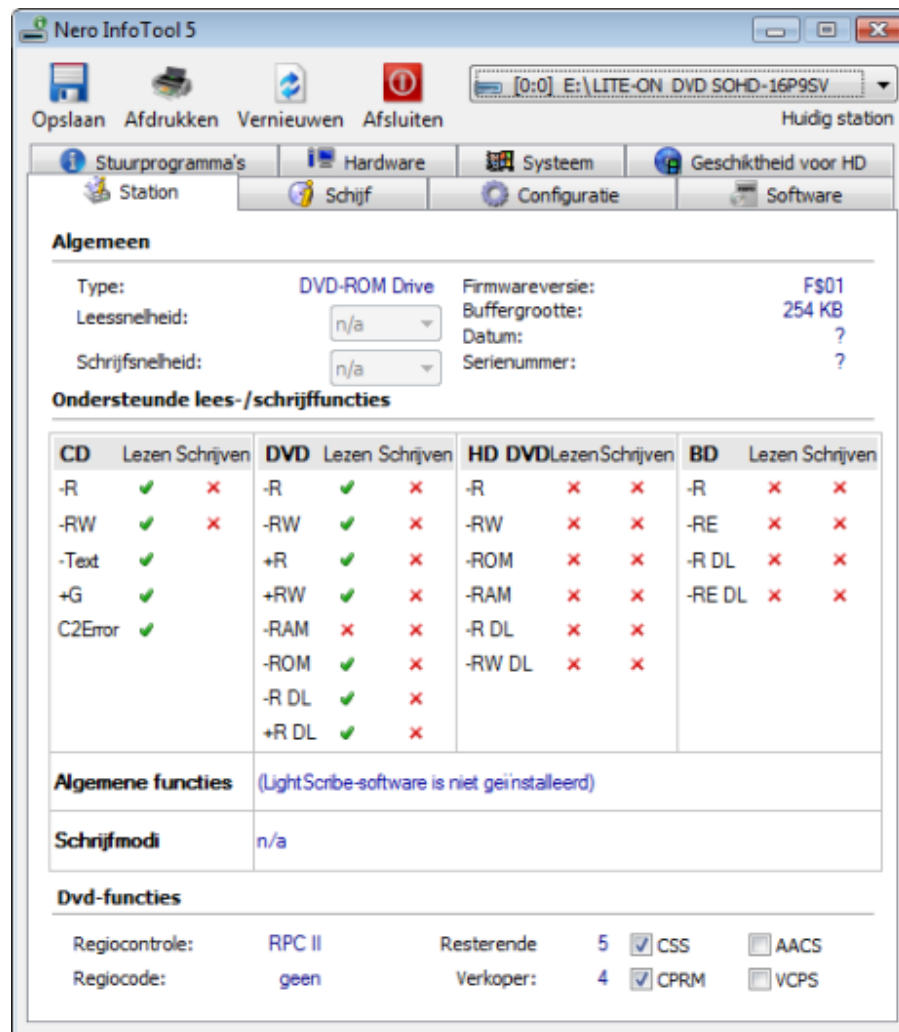 Nero InfoTool 5
Opslaan Afdrukken Vernieuwen Afsluiten
[0:0] E:\LITE-ON DVD SOHD-16P9SV
Huidig station
Stuurprogramma's Hardware Systeem Geschiktheid voor HD
Station Schijf Configuratie Software
Algemeen
Type: DVD-ROM Drive Firmwareversie: F$01
Leessnelheid: n/a Buffergrootte: 254 KB
Datum: ?
Schrijfsnelheid: n/a Serienummer: ?
Ondersteunde lees-/schrijffuncties
CD Lezen Schrijven DVD Lezen Schrijven HD DVD Lezen Schrijven BD Lezen Schrijven
-R -R -R -R
-RW -RW -RW -RE
-Text +R -ROM -R DL
+G +RW -RAM -RE DL
C2Error -RAM -R DL
-ROM -RW DL
-R DL
+R DL
Algemene functies (LightScribe-software is niet geïnstalleerd)
Schrijfmodi n/a
Dvd-functies
Regiocontrole: RPC II Resterende 5 CSS AACS
Regiocode: geen Verkoper: 4 CPRM VCPS